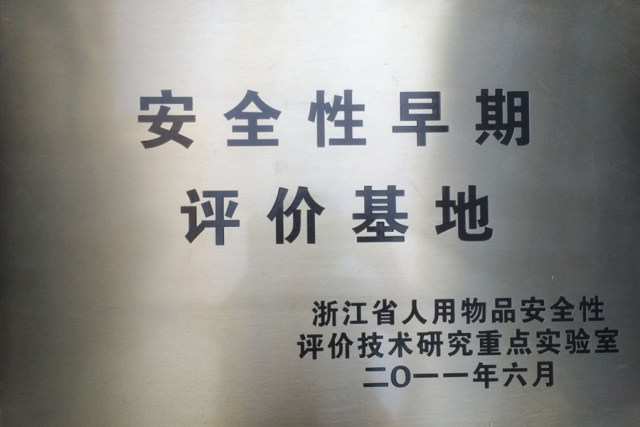 安全性早期
评价基地
浙江省人用物品安全性
评价技术研究重点实验室
二〇一一年六月